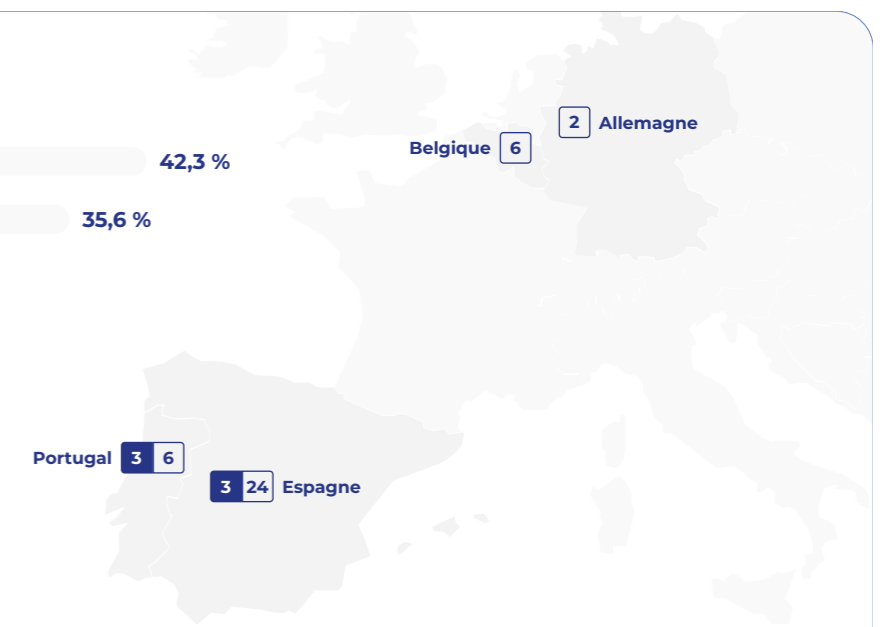 2 Allemagne
Belgique 6
42,3 %
35,6 %
Portugal 3 6
3 24 Espagne